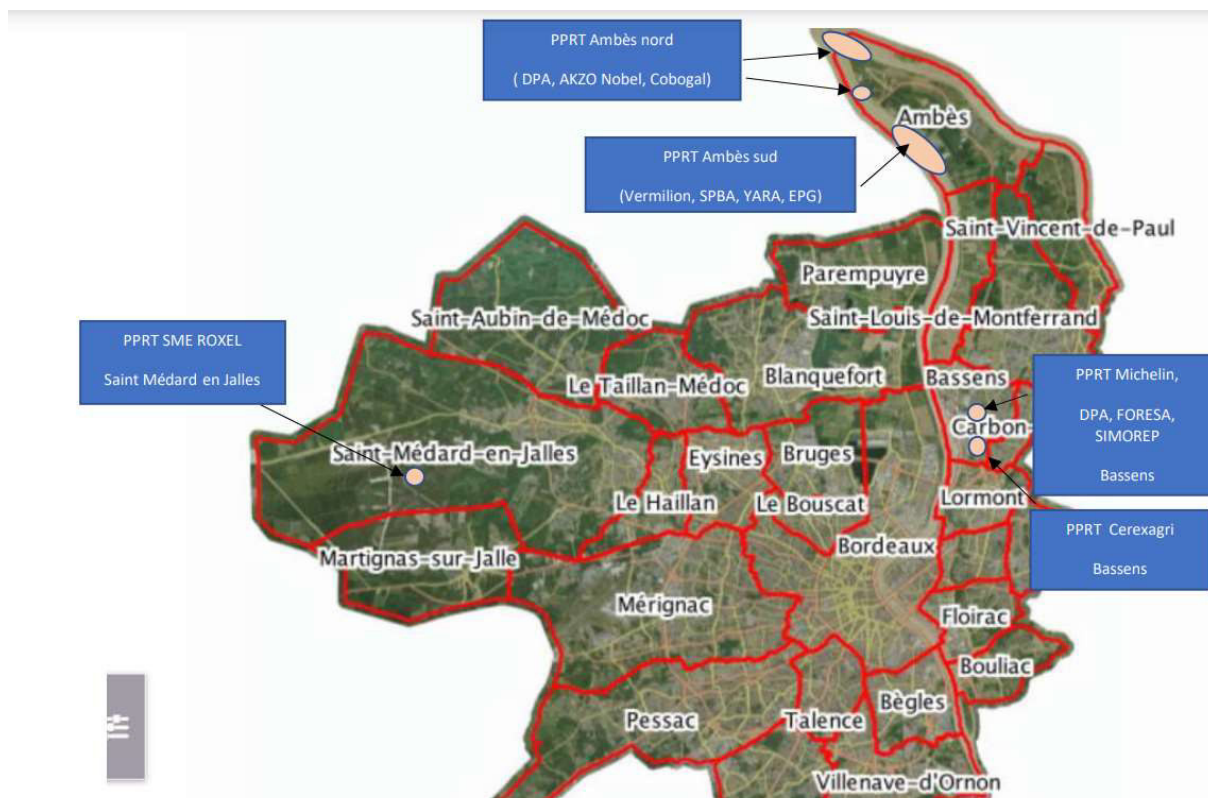 PPRT Ambès nord
( DPA, AKZO Nobel, Cobogal)
Ambès
PPRT Ambès sud
(Vermilion, SPBA, YARA, EPG)
Saint-Vincent-de-Paul
Parempuyre
Saint-Aubin-de-Médoc
Saint-Louis-de-Montferrand
PPRT SME ROXEL
Saint Médard en Jalles
Le Taillan-Médoc
Blanquefort
Bassens
PPRT Michelin,
DPA, FORESA,
SIMOREP
Bassens
Carbon-
Saint-Médard-en-Jalles
Eysines
Bruges
Le Haillan
Le Bouscat
Lormont
PPRT Cerexagri
Bassens
Bordeaux
Martignas-sur-Jalle
Mérignac
Floirac
Bouliac
Bègles
Pessac
Talence
Villenave-d'Ornon